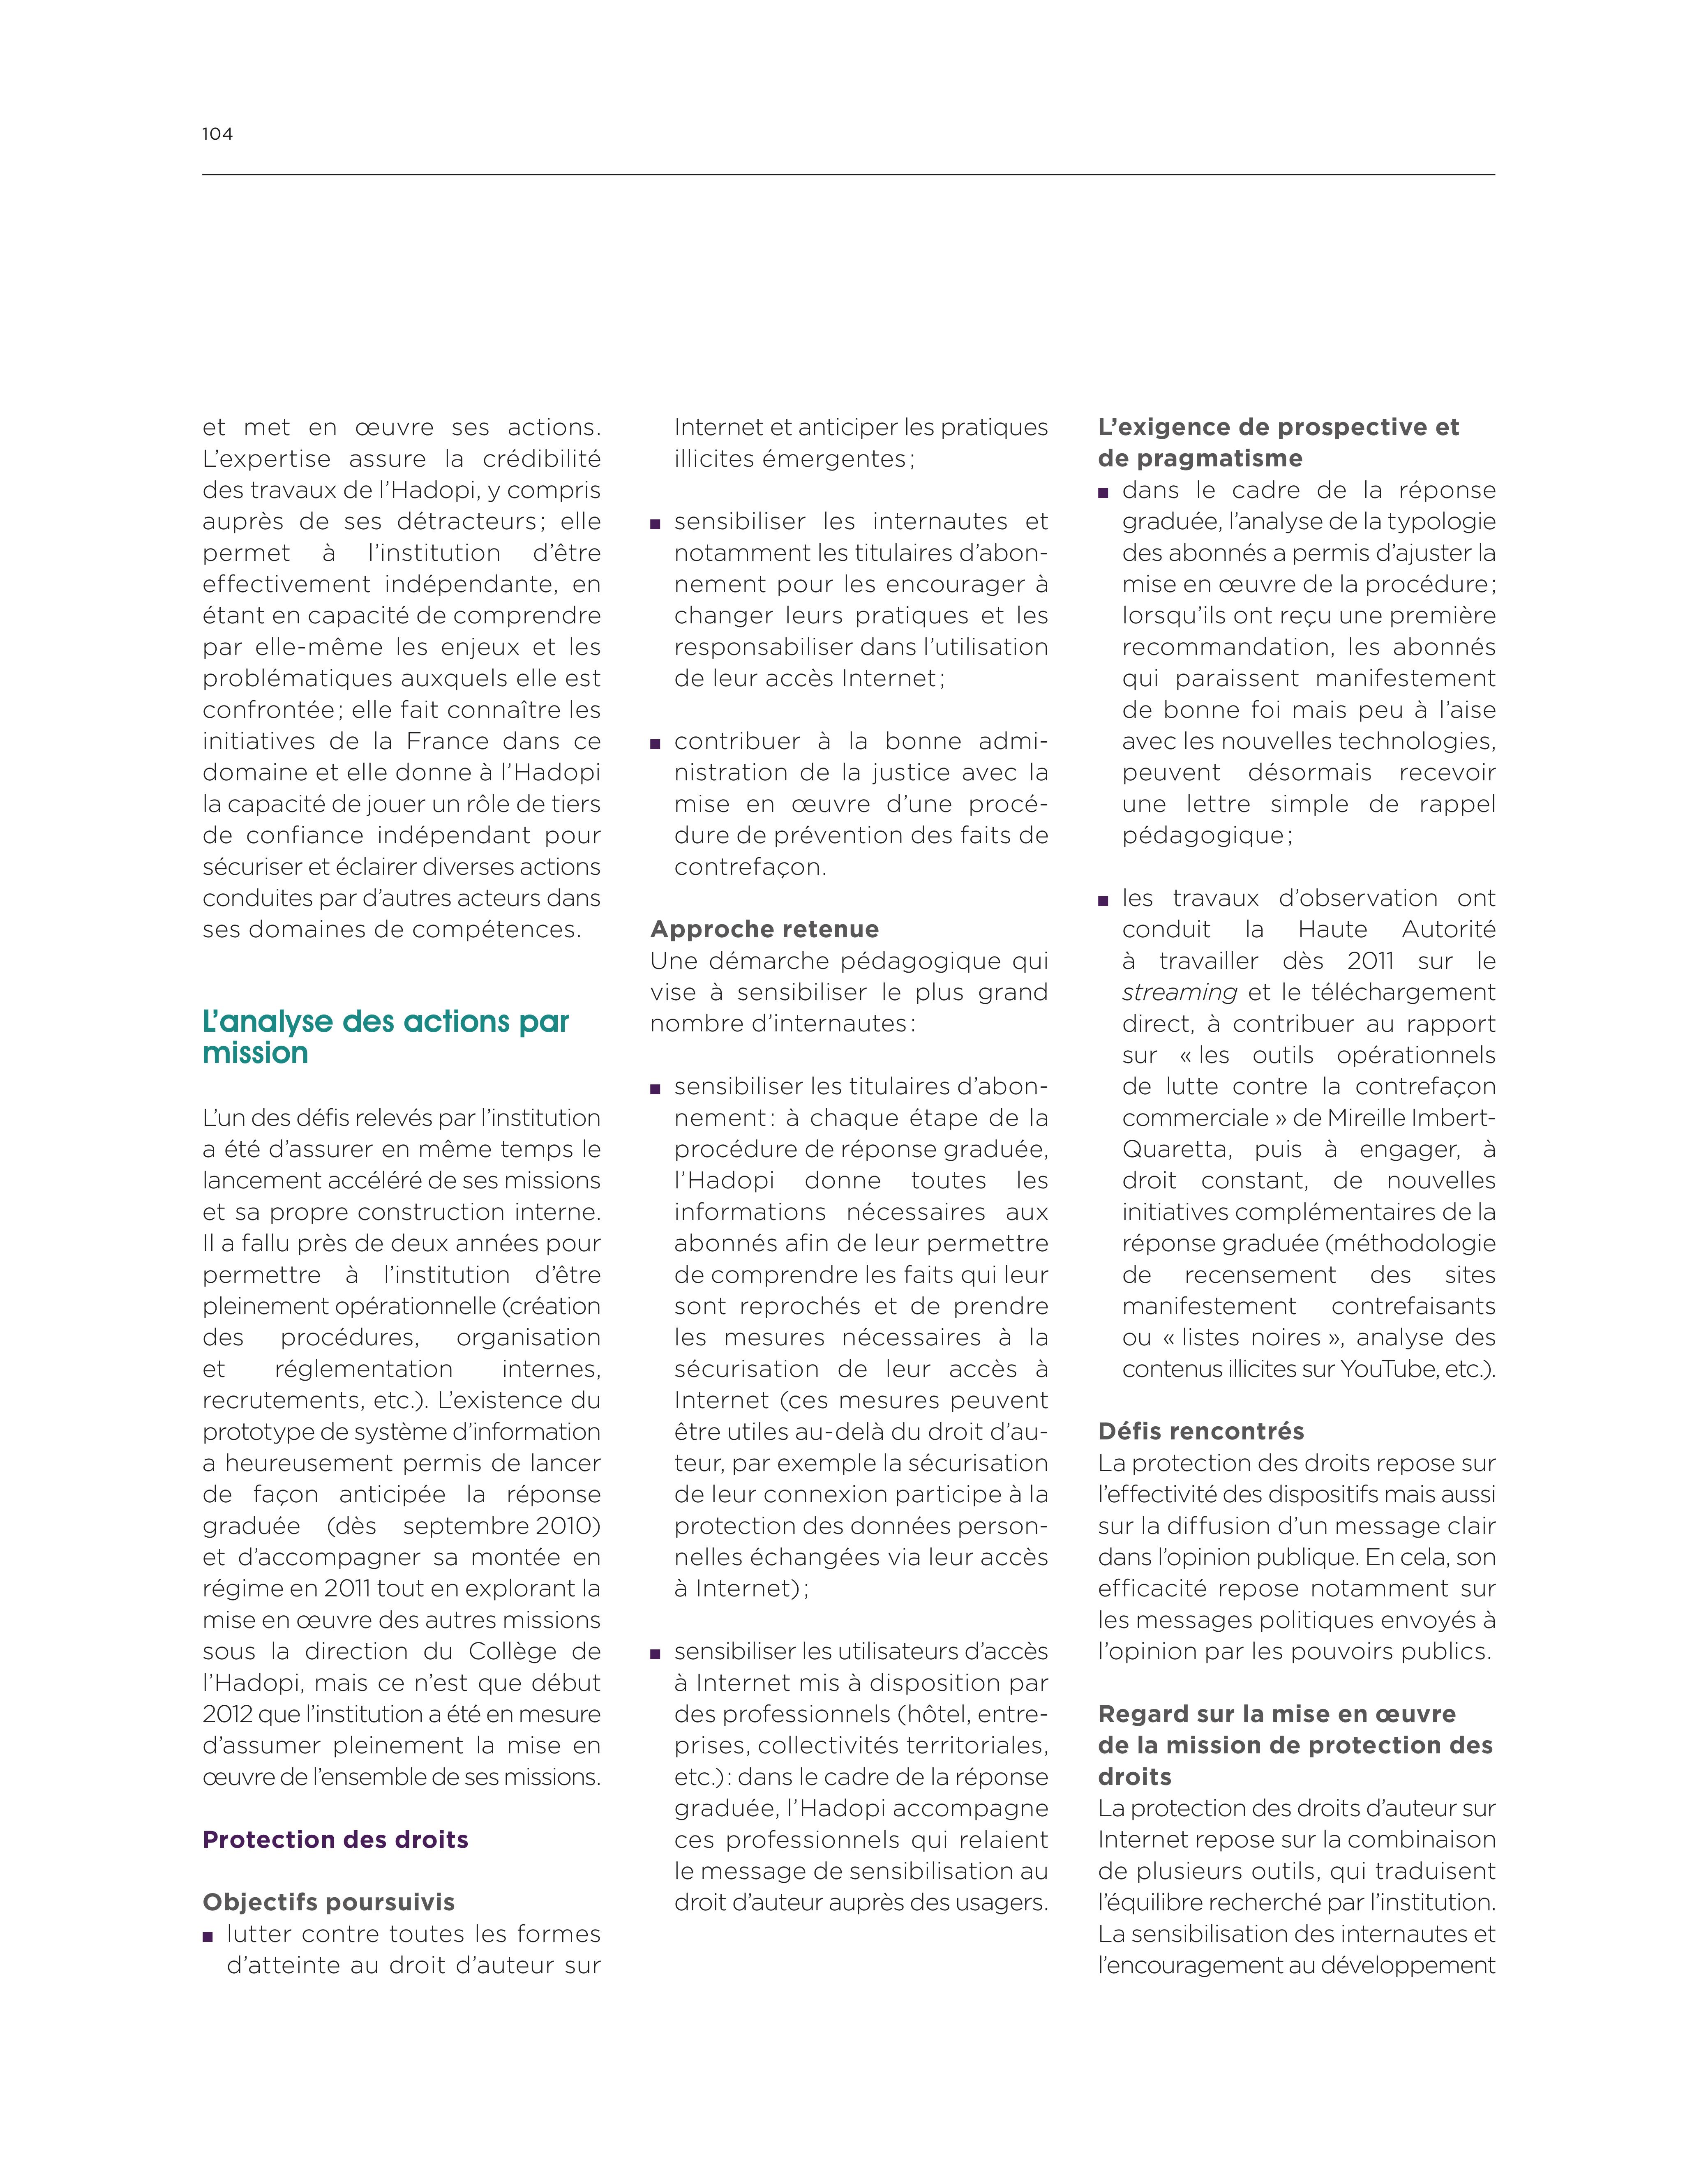 104
et met en œuvre ses actions.
L’expertise assure la crédibilité
des travaux de l’Hadopi, y compris
auprès de ses détracteurs ; elle
permet à l’institution d’être
effectivement indépendante, en
étant en capacité de comprendre
par elle-même les enjeux et les
problématiques auxquels elle est
confrontée ; elle fait connaître les
initiatives de la France dans ce
domaine et elle donne à l’Hadopi
la capacité de jouer un rôle de tiers
de confiance indépendant pour
sécuriser et éclairer diverses actions
conduites par d’autres acteurs dans
ses domaines de compétences.
L’analyse des actions par
mission
L’un des défis relevés par l’institution
a été d’assurer en même temps le
lancement accéléré de ses missions
et sa propre construction interne.
Il a fallu près de deux années pour
permettre à l’institution d’être
pleinement opérationnelle (création
des procédures, organisation
et réglementation internes,
recrutements, etc.). L’existence du
prototype de système d’information
a heureusement permis de lancer
de façon anticipée la réponse
graduée (dès septembre 2010)
et d’accompagner sa montée en
régime en 2011 tout en explorant la
mise en œuvre des autres missions
sous la direction du Collège de
l’Hadopi, mais ce n’est que début
2012 que l’institution a été en mesure
d’assumer pleinement la mise en
œuvre de l’ensemble de ses missions.
Protection des droits
Objectifs poursuivis
■ lutter contre toutes les formes
d’atteinte au droit d’auteur sur
Internet et anticiper les pratiques
illicites émergentes ;
■ sensibiliser les internautes et
notamment les titulaires d’abon-
nement pour les encourager à
changer leurs pratiques et les
responsabiliser dans l’utilisation
de leur accès Internet ;
■ contribuer à la bonne admi-
nistration de la justice avec la
mise en œuvre d’une procé-
dure de prévention des faits de
contrefaçon.
Approche retenue
Une démarche pédagogique qui
vise à sensibiliser le plus grand
nombre d’internautes :
■ sensibiliser les titulaires d’abon-
nement : à chaque étape de la
procédure de réponse graduée,
l’Hadopi donne toutes les
informations nécessaires aux
abonnés afin de leur permettre
de comprendre les faits qui leur
sont reprochés et de prendre
les mesures nécessaires à la
sécurisation de leur accès à
Internet (ces mesures peuvent
être utiles au-delà du droit d’au-
teur, par exemple la sécurisation
de leur connexion participe à la
protection des données person-
nelles échangées via leur accès
à Internet) ;
■ sensibiliser les utilisateurs d’accès
à Internet mis à disposition par
des professionnels (hôtel, entre-
prises, collectivités territoriales,
etc.) : dans le cadre de la réponse
graduée, l’Hadopi accompagne
ces professionnels qui relaient
le message de sensibilisation au
droit d’auteur auprès des usagers.
L’exigence de prospective et
de pragmatisme
■ dans le cadre de la réponse
graduée, l’analyse de la typologie
des abonnés a permis d’ajuster la
mise en œuvre de la procédure ;
lorsqu’ils ont reçu une première
recommandation, les abonnés
qui paraissent manifestement
de bonne foi mais peu à l’aise
avec les nouvelles technologies,
peuvent désormais recevoir
une lettre simple de rappel
pédagogique ;
■ les travaux d’observation ont
conduit la Haute Autorité
à travailler dès 2011 sur le
streaming et le téléchargement
direct, à contribuer au rapport
sur « les outils opérationnels
de lutte contre la contrefaçon
commerciale » de Mireille Imbert-
Quaretta, puis à engager, à
droit constant, de nouvelles
initiatives complémentaires de la
réponse graduée (méthodologie
de recensement des sites
manifestement contrefaisants
ou « listes noires », analyse des
contenus illicites sur YouTube, etc.).
Défis rencontrés
La protection des droits repose sur
l’effectivité des dispositifs mais aussi
sur la diffusion d’un message clair
dans l’opinion publique. En cela, son
efficacité repose notamment sur
les messages politiques envoyés à
l’opinion par les pouvoirs publics.
Regard sur la mise en œuvre
de la mission de protection des
droits
La protection des droits d’auteur sur
Internet repose sur la combinaison
de plusieurs outils, qui traduisent
l’équilibre recherché par l’institution.
La sensibilisation des internautes et
l’encouragement au développement